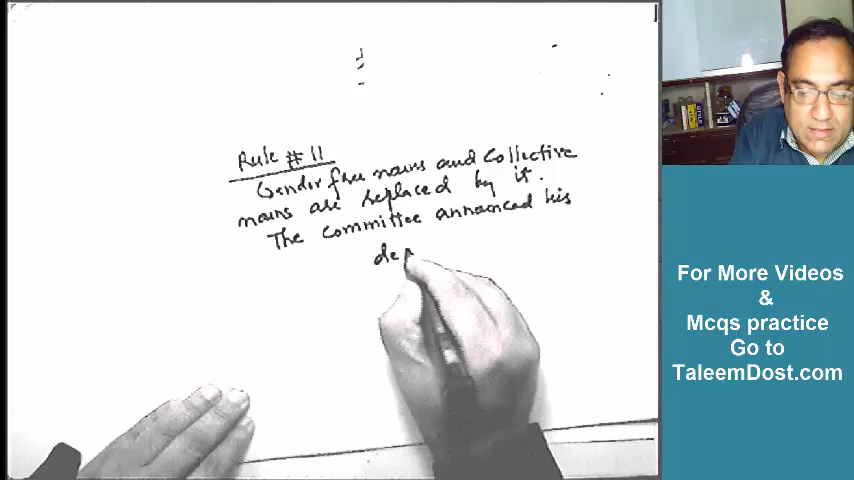 Rule # 11
Gender free nouns and Collective
nouns are replaced by it.
The committee announced his
de
For More Videos
&
Mcqs practice
Go to
TaleemDost.com